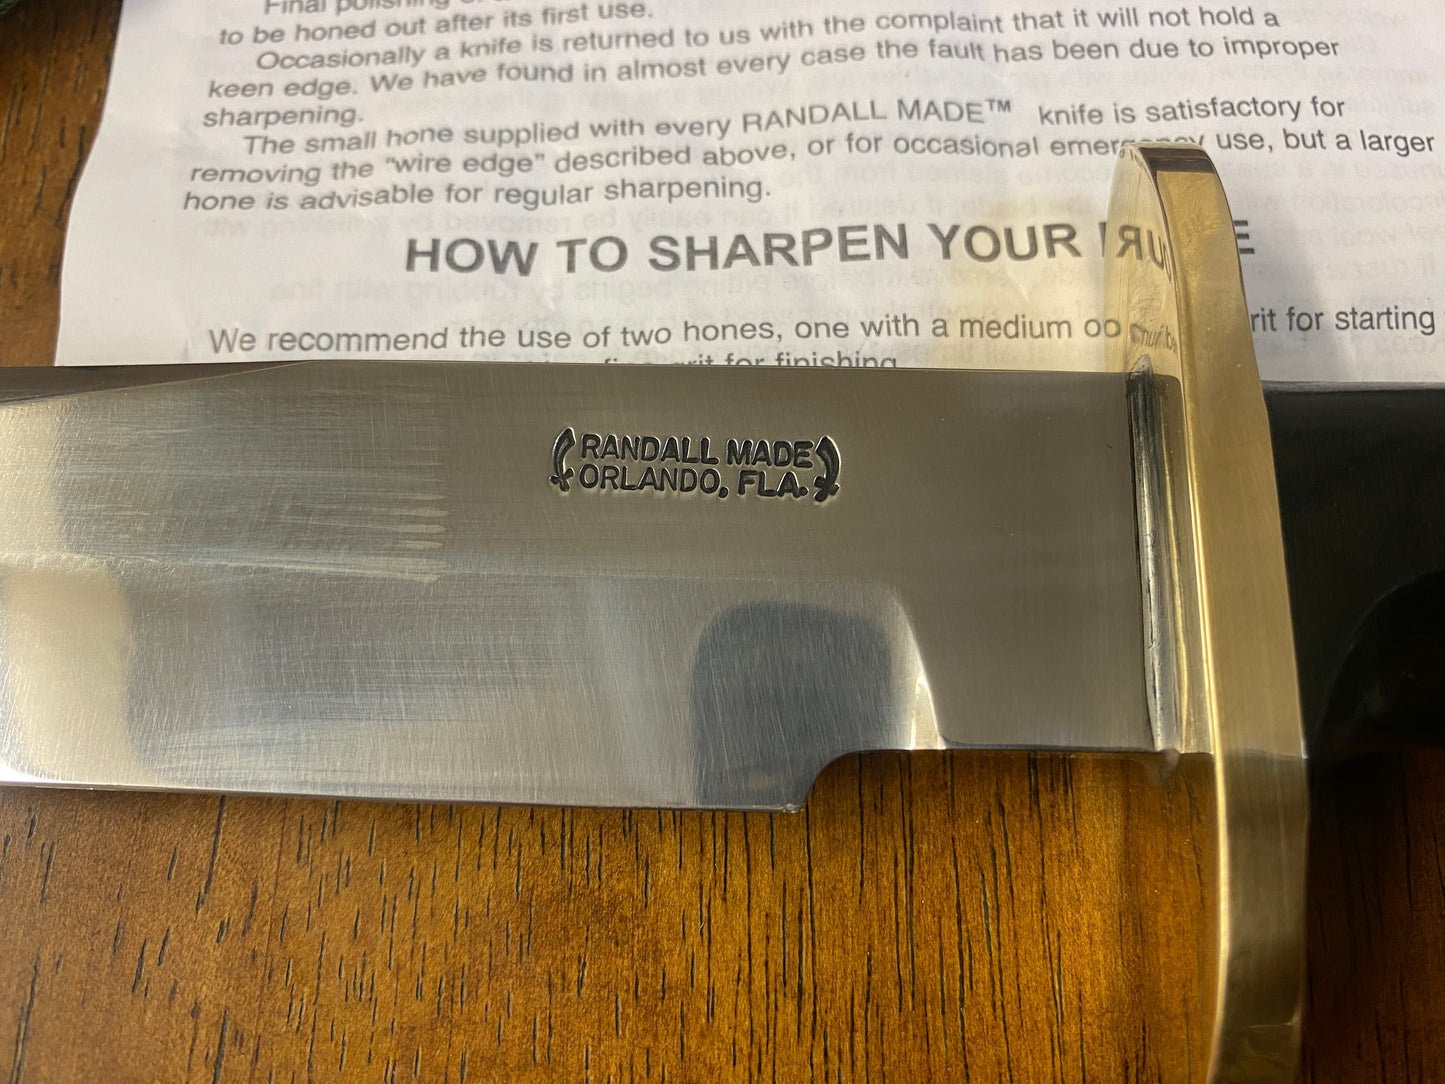 Final polishing
to be honed out after its first use.
Occasionally a knife is returned to us with the complaint that it will not hold a
keen edge. We have found in almost every case the fault has been due to improper
sharpening.
The small hone supplied with every RANDALL MADE™ knife is satisfactory for
removing the "wire edge" described above, or for occasional use, but a larger
hone is advisable for regular sharpening.
HOW TO SHARPEN YOUR
We recommend the use of two hones, one with a medium for starting
for finishing
RANDALL MADE
ORLANDO, FLA.